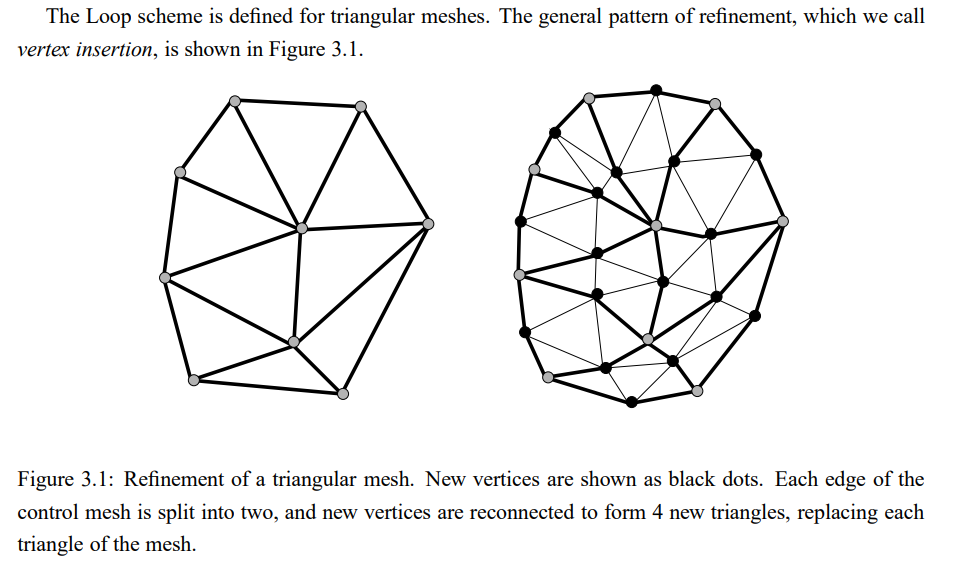 The Loop scheme is defined for triangular meshes. The general pattern of refinement, which we call
vertex insertion, is shown in Figure 3.1.
Figure 3.1: Refinement of a triangular mesh. New vertices are shown as black dots. Each edge of the
control mesh is split into two, and new vertices are reconnected to form 4 new triangles, replacing each
triangle of the mesh.